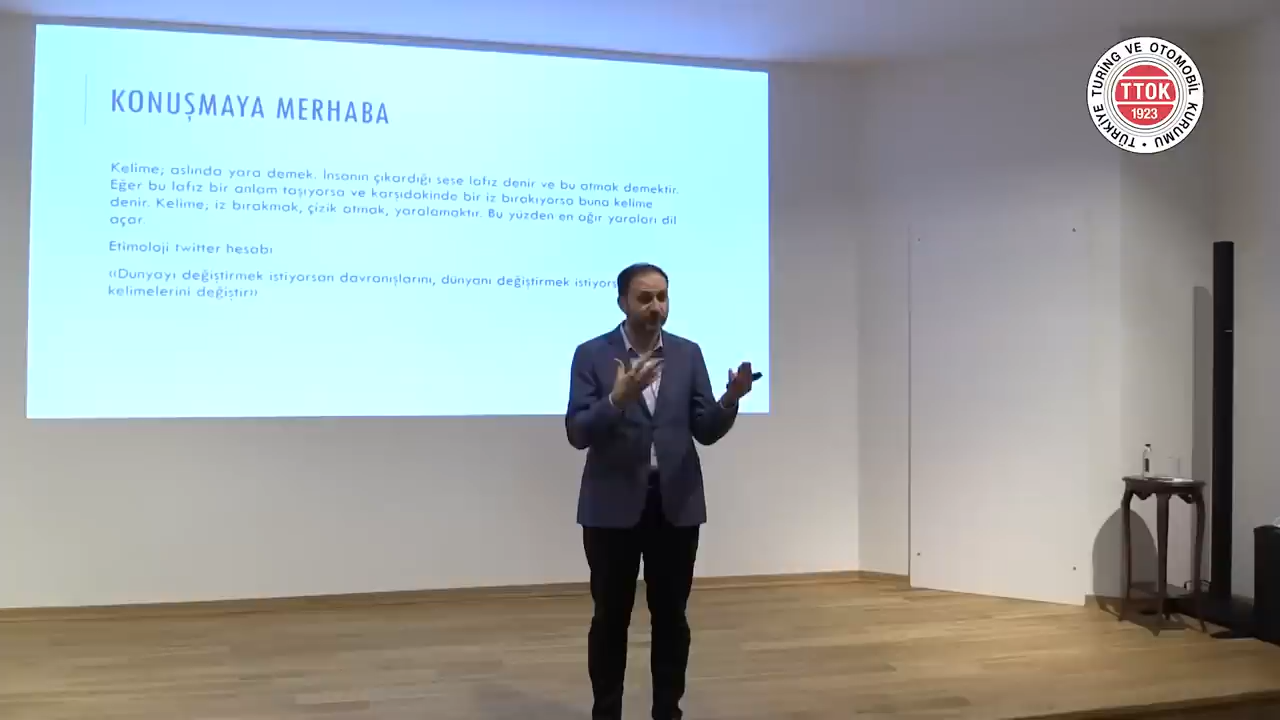 KONUŞMAYA MERHABA
Kelime; aslında yara demek. İnsanın çıkardığı sese lafız denir ve bu atmak demektir.
Eğer bu lafız bir anlam taşıyorsa ve karşıdakinde bir iz bırakıyorsa buna kelime
denir. Kelime; iz bırakmak, çizik atmak, yaralamaktır. Bu yüzden en ağır yaraları dil
açar.
Etimoloji twitter hesabı
‹‹Dünyayı değiştirmek istiyorsan davranışlarını, dünyanı değiştirmek
kelimelerini değiştir››
TÜRKİYE TURİNG VE OTOMOBİL KURUMU
TTOK
1923